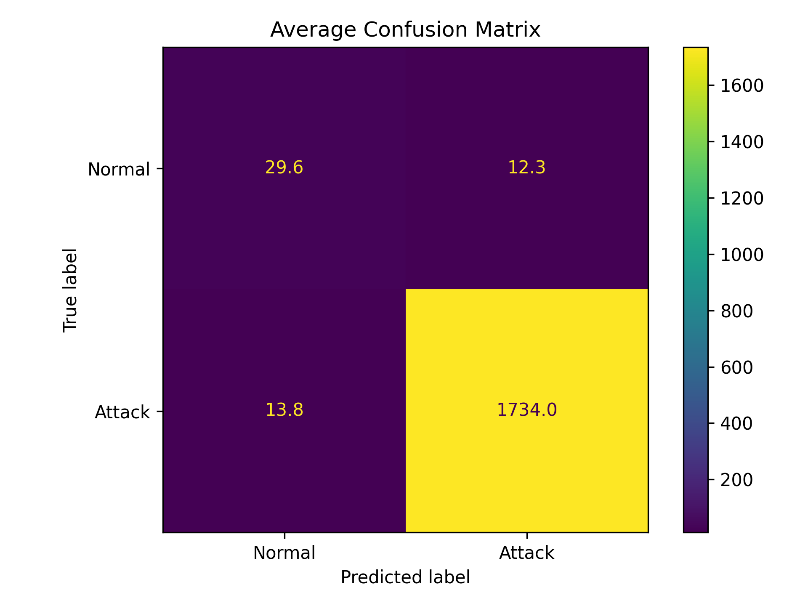 Average Confusion Matrix
Normal
29.6
12.3
Attack
13.8
1734.0
Normal
Attack
Predicted label
True label
1600
1400
1200
1000
800
600
400
200